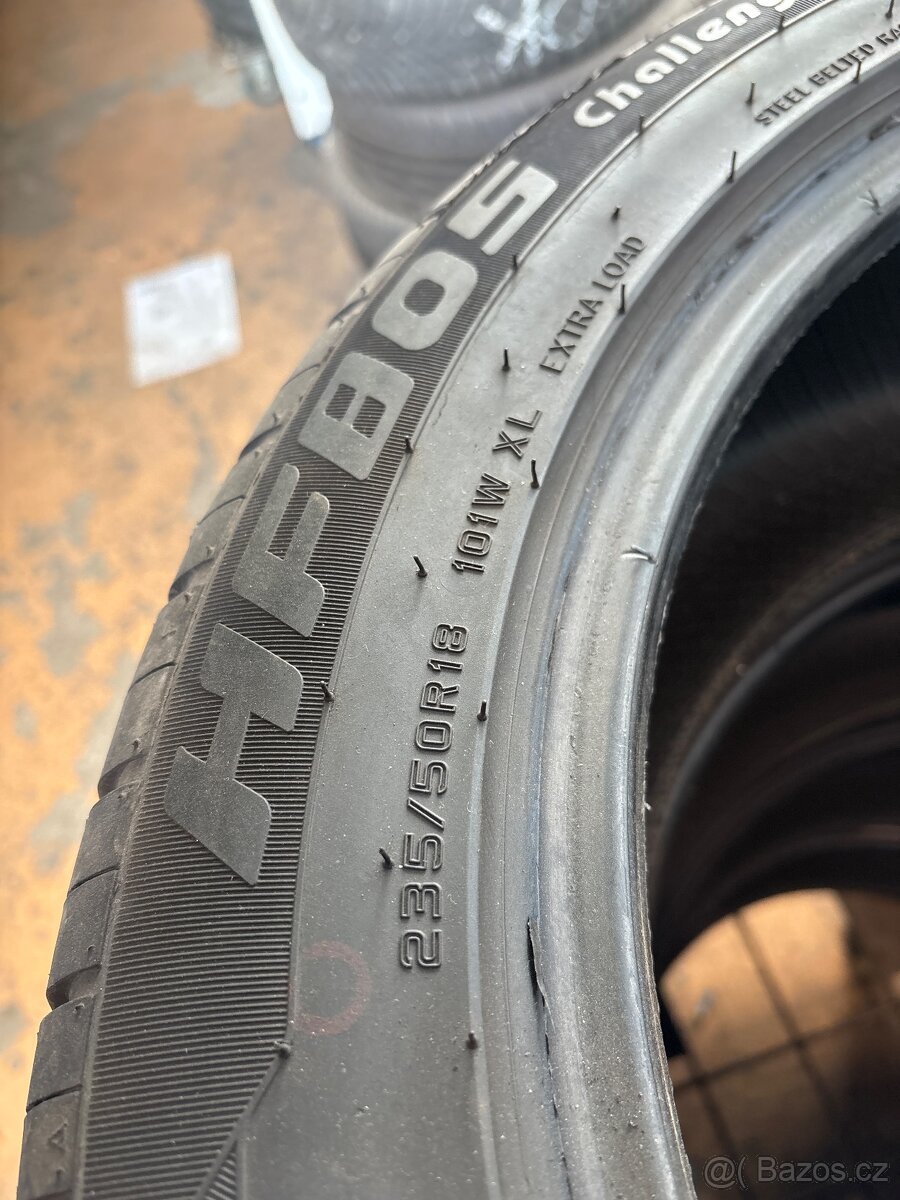 Challeng
HF805
STEEL BELTED RA
EXTRA LOAD
235/50R18 101W XL
A
@( Bazos.cz